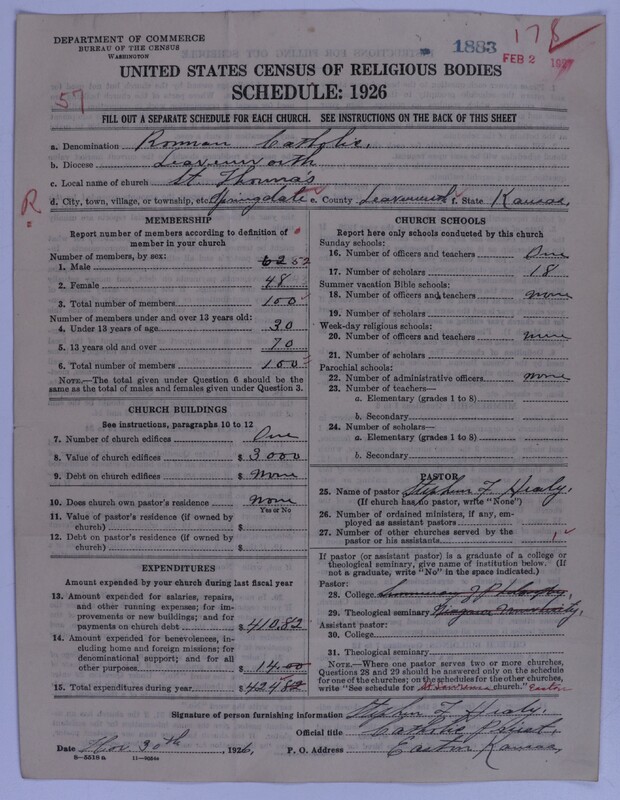 DEPARTMENT OF COMMERCE
BUREAU OF THE CENSUS
WASHINGTON
1883
178
FEB 2 1927
57
UNITED STATES CENSUS OF RELIGIOUS BODIES
SCHEDULE: 1926
FILL OUT A SEPARATE SCHEDULE FOR EACH CHURCH. SEE INSTRUCTIONS ON THE BACK OF THIS SHEET
a. Denomination Roman Catholic.
b. Diocese Leavenworth
c. Local name of church St. Thomas
R
d. City, town, village, or township, etc. Springdale e. County Leavenworth f. State Kansas,
MEMBERSHIP
Report number of members according to definition of
member in your church
Number of members, by sex:
1. Male 62 52
2. Female 48
3. Total number of members 100
Number of members under and over 13 years old:
4. Under 13 years of age 30
5. 13 years old and over 70
6. Total number of members 100
NOTE.—The total given under Question 6 should be
same as the total of males and females given under Question 3.
CHURCH BUILDINGS
See instructions, paragraphs 10 to 12
7. Number of church edifices One
8. Value of church edifices $ 3000
9. Debt on church edifices $ None
10. Does church own pastor's residence None
Yes or No
11. Value of pastor's residence (if owned by
church) $
12. Debt on pastor's residence (if owned by
church) $
EXPENDITURES
Amount expended by your church during last fiscal year
13. Amount expended for salaries, repairs,
and other running expenses; for im-
provements or new buildings; and for
payments on church debt $ 410.82
14. Amount expended for benevolences, in-
cluding home and foreign missions; for
denominational support; and for all
other purposes $ 14.00
15. Total expenditures during year $ 424.82
CHURCH SCHOOLS
Report here only schools conducted by this church
Sunday schools:
16. Number of officers and teachers One
17. Number of scholars 18
Summer vacation Bible schools:
18. Number of officers and teachers none
19. Number of scholars
Week-day religious schools:
20. Number of officers and teachers none
21. Number of scholars
Parochial schools:
22. Number of administrative officers none
23. Number of teachers—
a. Elementary (grades 1 to 8)
b. Secondary
24. Number of scholars—
a. Elementary (grades 1 to 8)
b. Secondary
PASTOR
25. Name of pastor Stephen F Healy.
(If church has no pastor, write "None")
26. Number of ordained ministers, if any, em-
ployed as assistant pastors
27. Number of other churches served by the
pastor or his assistants 1
If pastor (or assistant pastor) is a graduate of a college or
theological seminary, give name of institution below. (If
not a graduate, write "No" in the space indicated.)
Pastor:
28. College
29. Theological seminary Niagara University,
Assistant pastor:
30. College
31. Theological seminary
NOTE.—Where one pastor serves two or more churches,
Questions 28 and 29 should be answered only on the schedule
for one of the churches; on the schedules for the other churches,
write "See schedule for St Lawrence church." Easton
Signature of person furnishing information Stephen F Healy.
Official title Catholic Priest.
Date Nov. 30th, 1926,
P. O. Address Easton Kansas,
8—5518 a